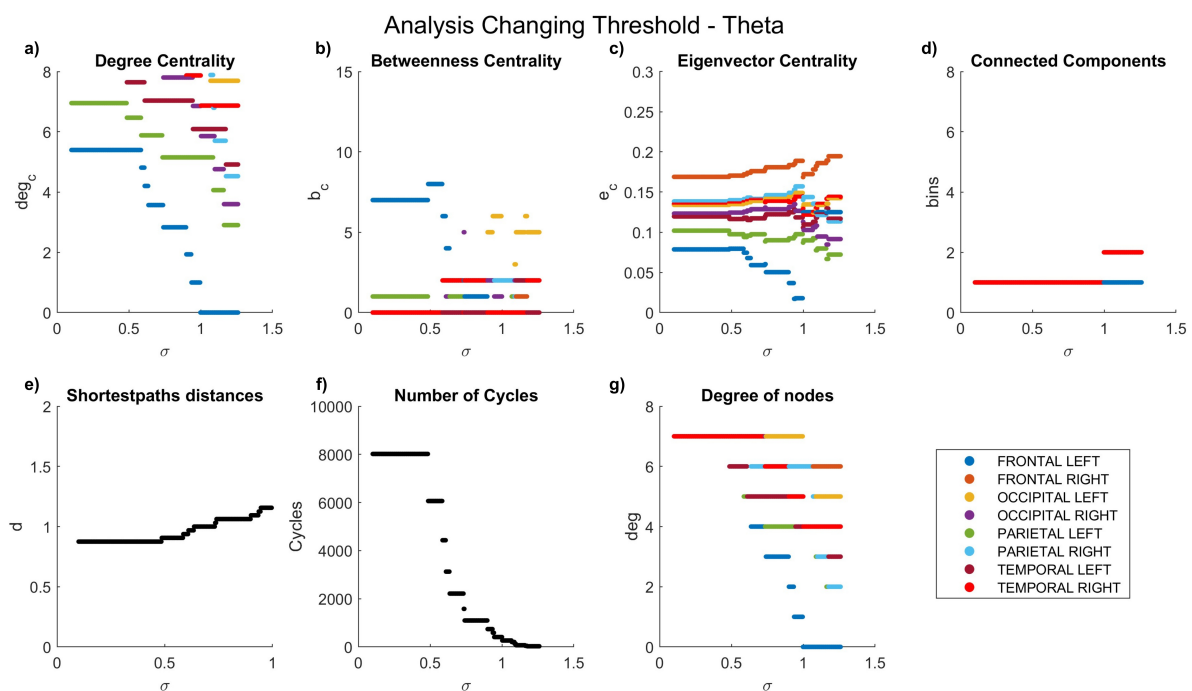 Analysis Changing Threshold - Theta
a)
Degree Centrality
8
6
4
2
0
deg_c
0 0.5 1 1.5
σ
b)
Betweenness Centrality
15
10
5
0
b_c
0 0.5 1 1.5
σ
c)
Eigenvector Centrality
0.3
0.25
0.2
0.15
0.1
0.05
0
e_c
0 0.5 1 1.5
σ
d)
Connected Components
8
6
4
2
0
bins
0 0.5 1 1.5
σ
e)
Shortestpaths distances
2
1.5
1
0.5
0
d
0 0.5 1
σ
f)
Number of Cycles
10000
8000
6000
4000
2000
0
Cycles
0 0.5 1 1.5
σ
g)
Degree of nodes
8
6
4
2
0
deg
0 0.5 1 1.5
σ
FRONTAL LEFT
FRONTAL RIGHT
OCCIPITAL LEFT
OCCIPITAL RIGHT
PARIETAL LEFT
PARIETAL RIGHT
TEMPORAL LEFT
TEMPORAL RIGHT